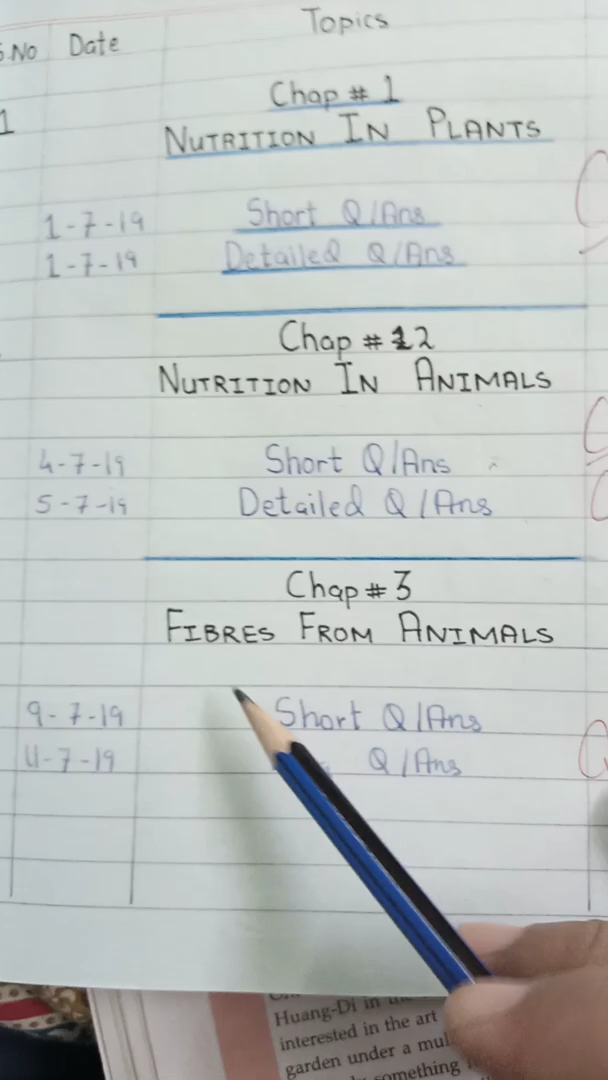 S.No Date Topics
1 Chap # 1
NUTRITION IN PLANTS
1-7-19 Short Q/Ans
1-7-19 Detailed Q/Ans
Chap # 2
NUTRITION IN ANIMALS
4-7-19 Short Q/Ans
5-7-19 Detailed Q/Ans
Chap # 3
FIBRES FROM ANIMALS
9-7-19 Short Q/Ans
11-7-19 Q/Ans
Huang-Di in
interested in the art
garden under a
something